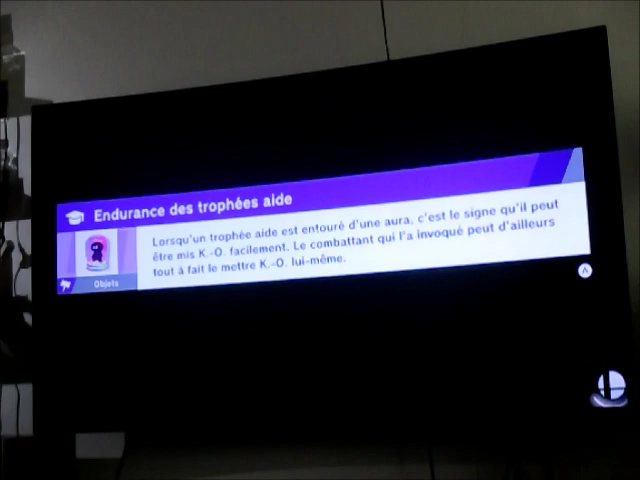 Endurance des trophées aide
Lorsqu'un trophée aide est entouré d'une aura, c'est le signe qu'il peut
être mis K.-O. facilement. Le combattant qui l'a invoqué peut d'ailleurs
tout à fait le mettre K.-O. lui-même.
Objets
A